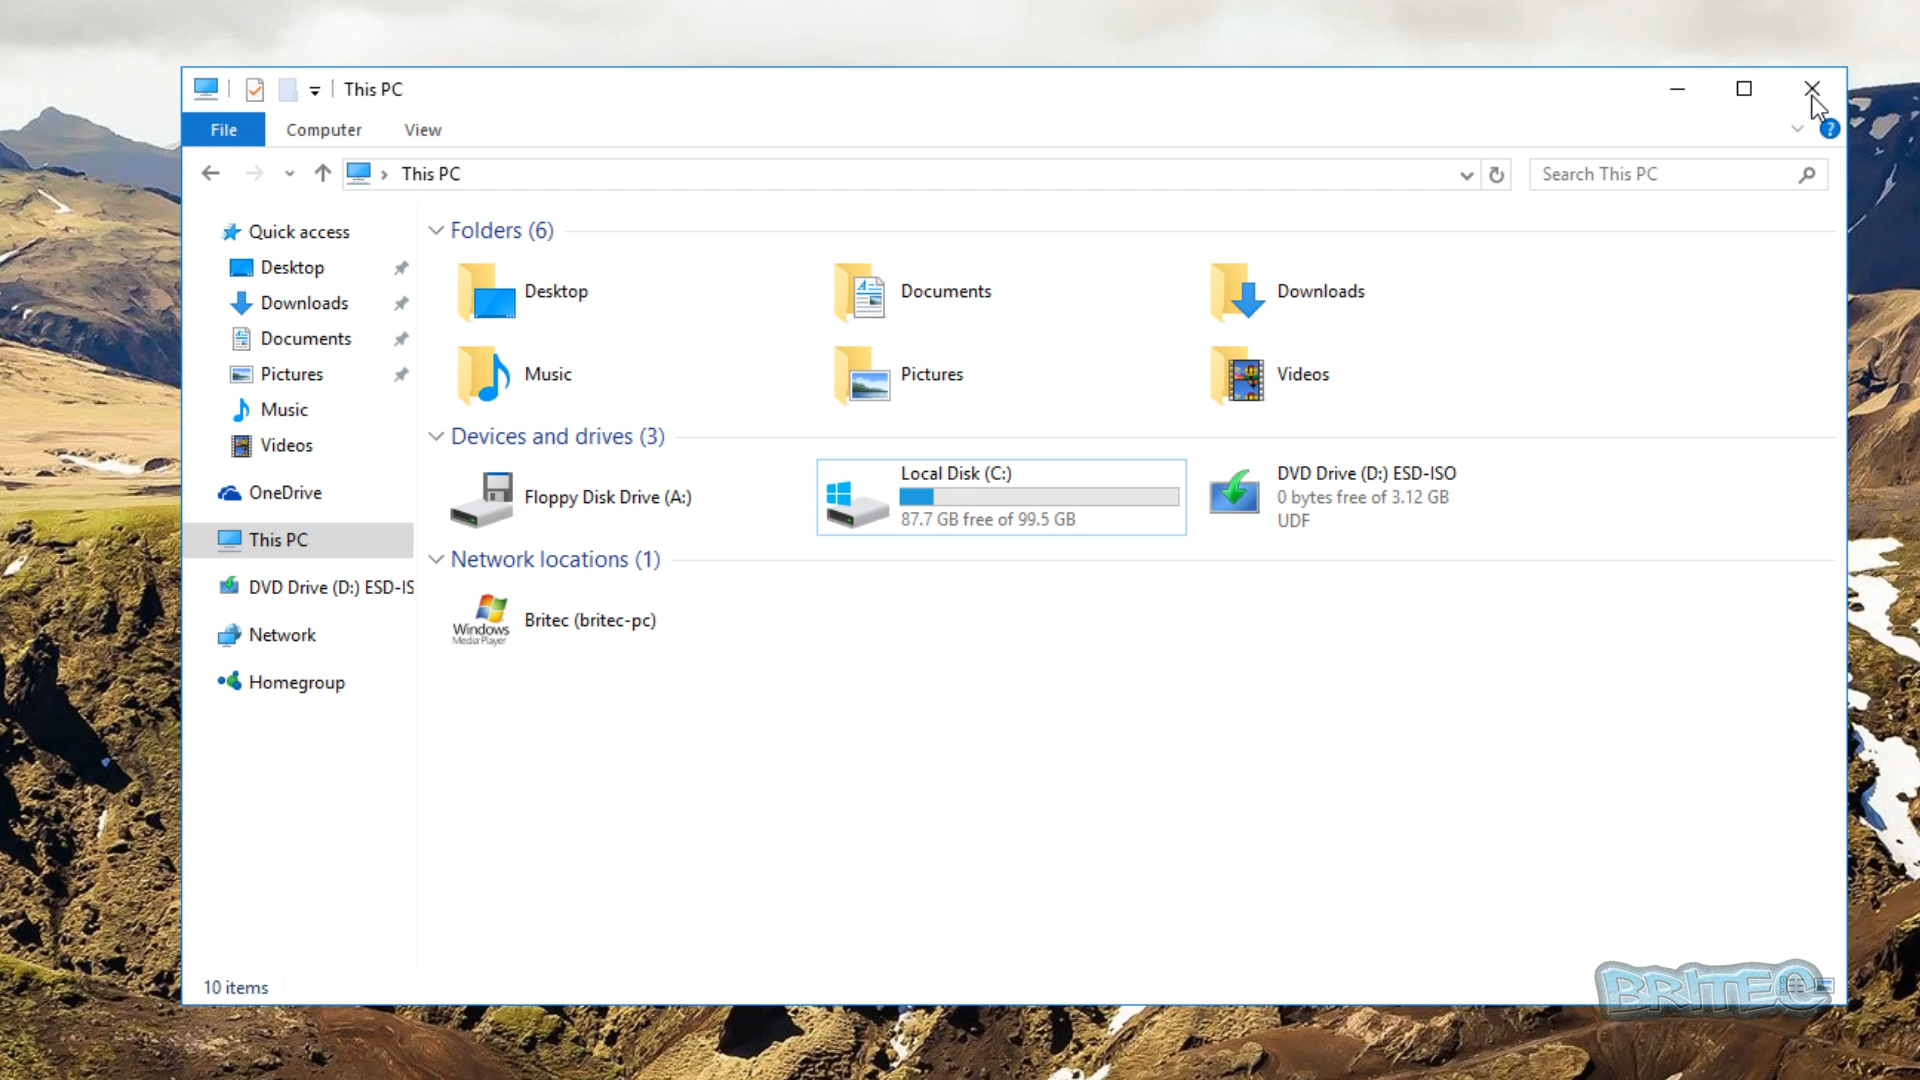 This PC
File Computer View
This PC
Search This PC
Quick access
Desktop
Downloads
Documents
Pictures
Music
Videos
OneDrive
This PC
DVD Drive (D:) ESD-IS
Network
Homegroup
Folders (6)
Desktop
Documents
Downloads
Music
Pictures
Videos
Devices and drives (3)
Floppy Disk Drive (A:)
Local Disk (C:)
87.7 GB free of 99.5 GB
DVD Drive (D:) ESD-ISO
0 bytes free of 3.12 GB
UDF
Network locations (1)
Windows
Media Player
Britec (britec-pc)
10 items
BRITEC